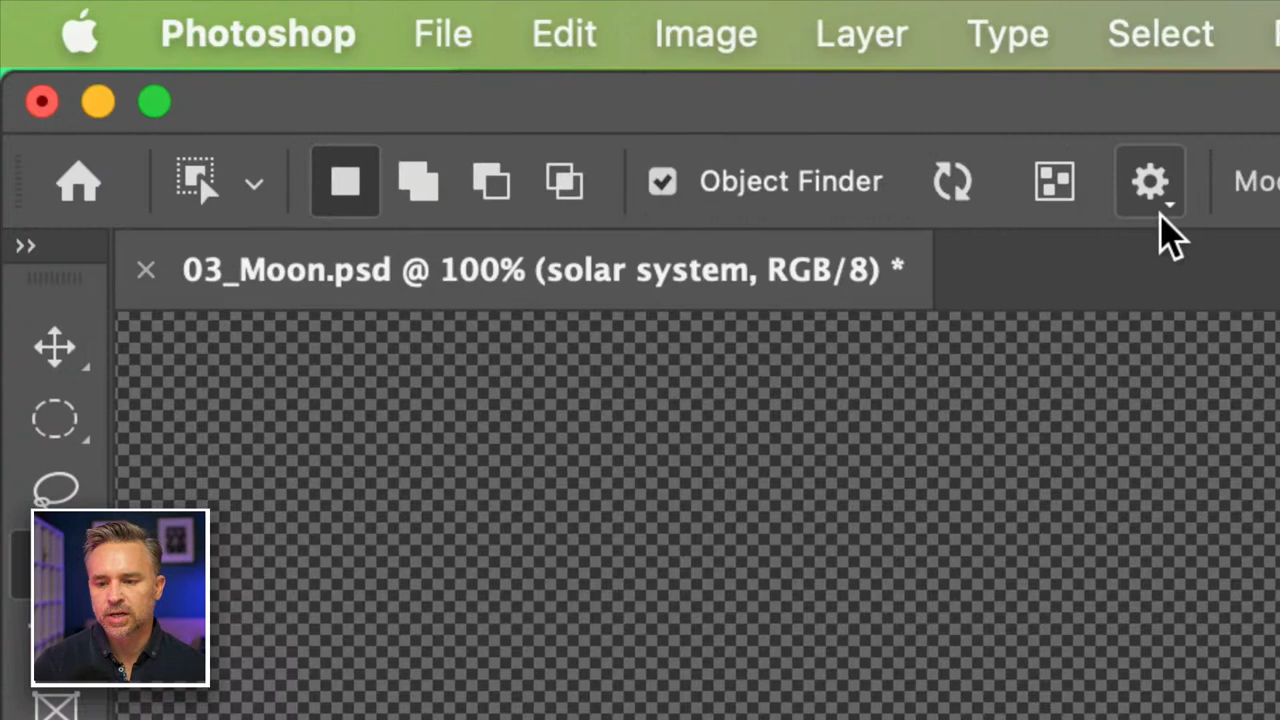 Photoshop File Edit Image Layer Type Select
Object Finder
03_Moon.psd @ 100% (solar system, RGB/8) *